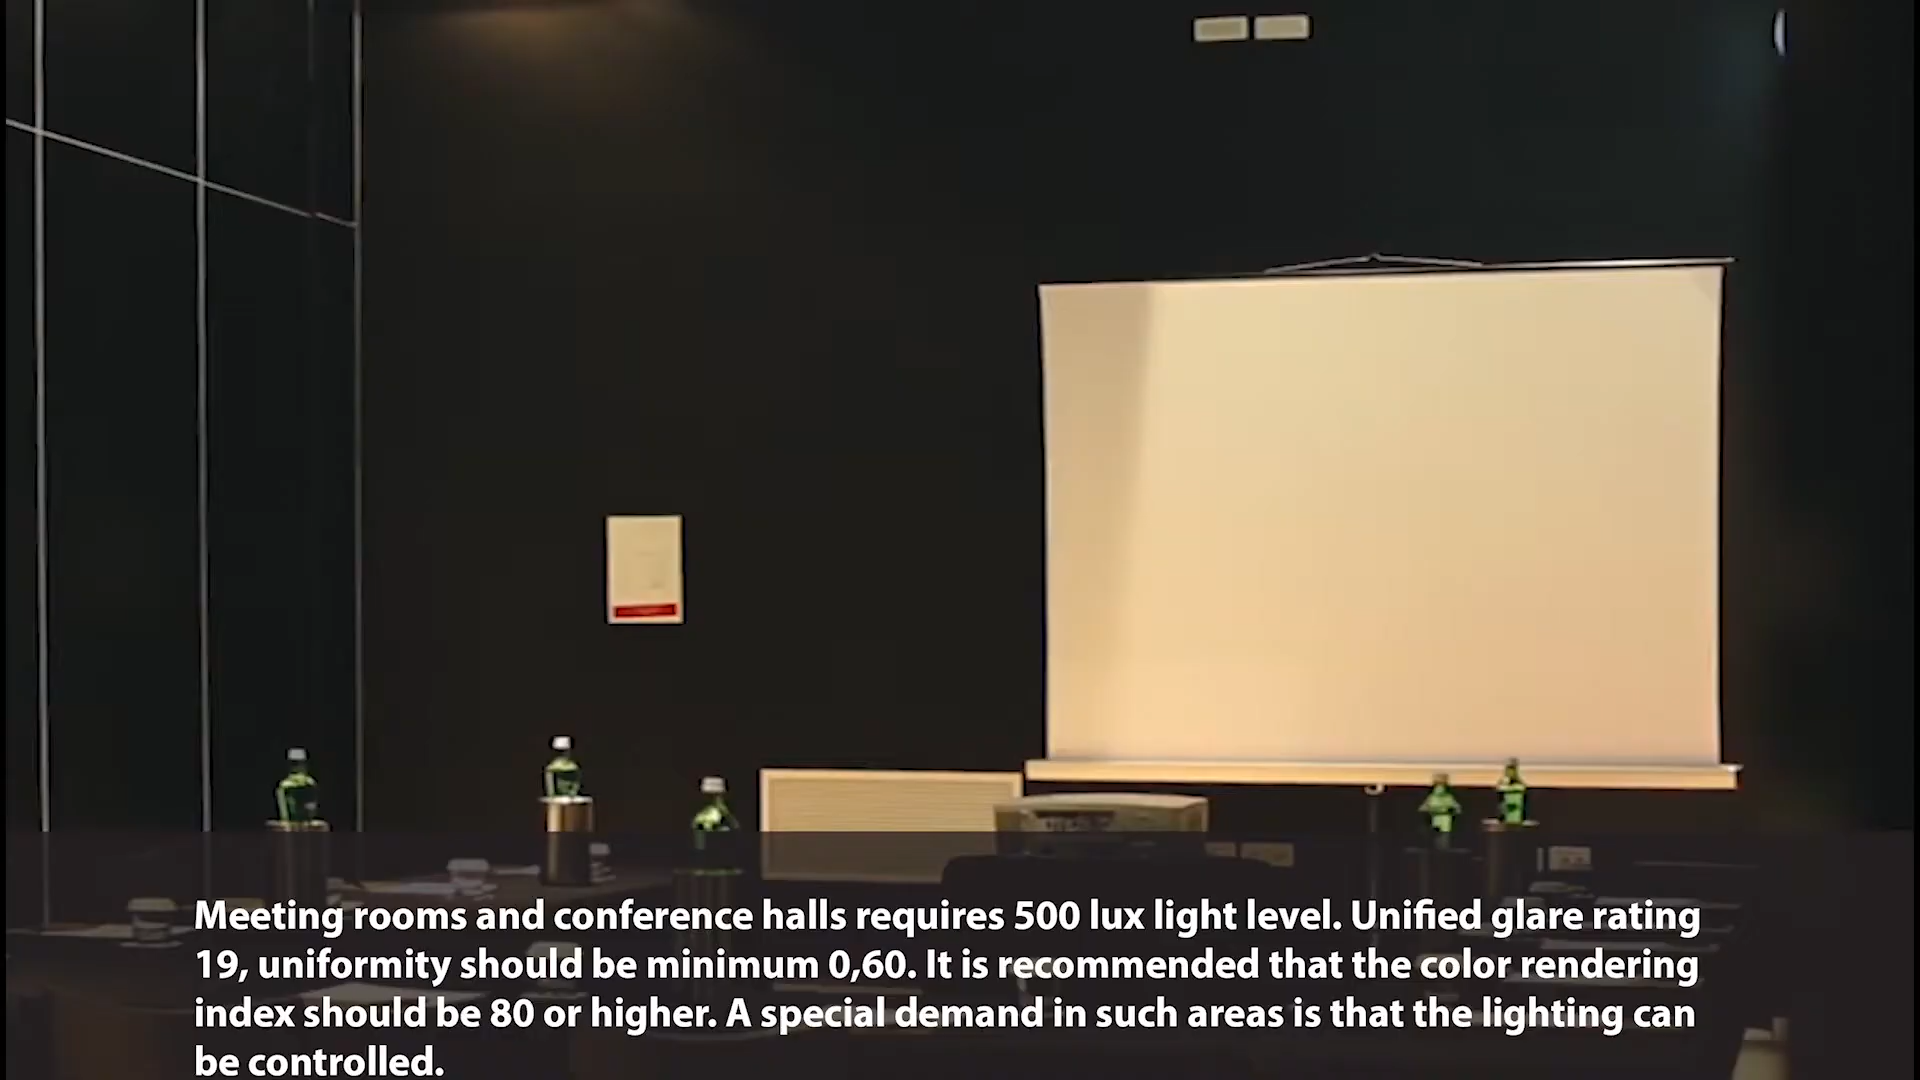 Meeting rooms and conference halls requires 500 lux light level. Unified glare rating
19, uniformity should be minimum 0,60. It is recommended that the color rendering
index should be 80 or higher. A special demand in such areas is that the lighting can
be controlled.